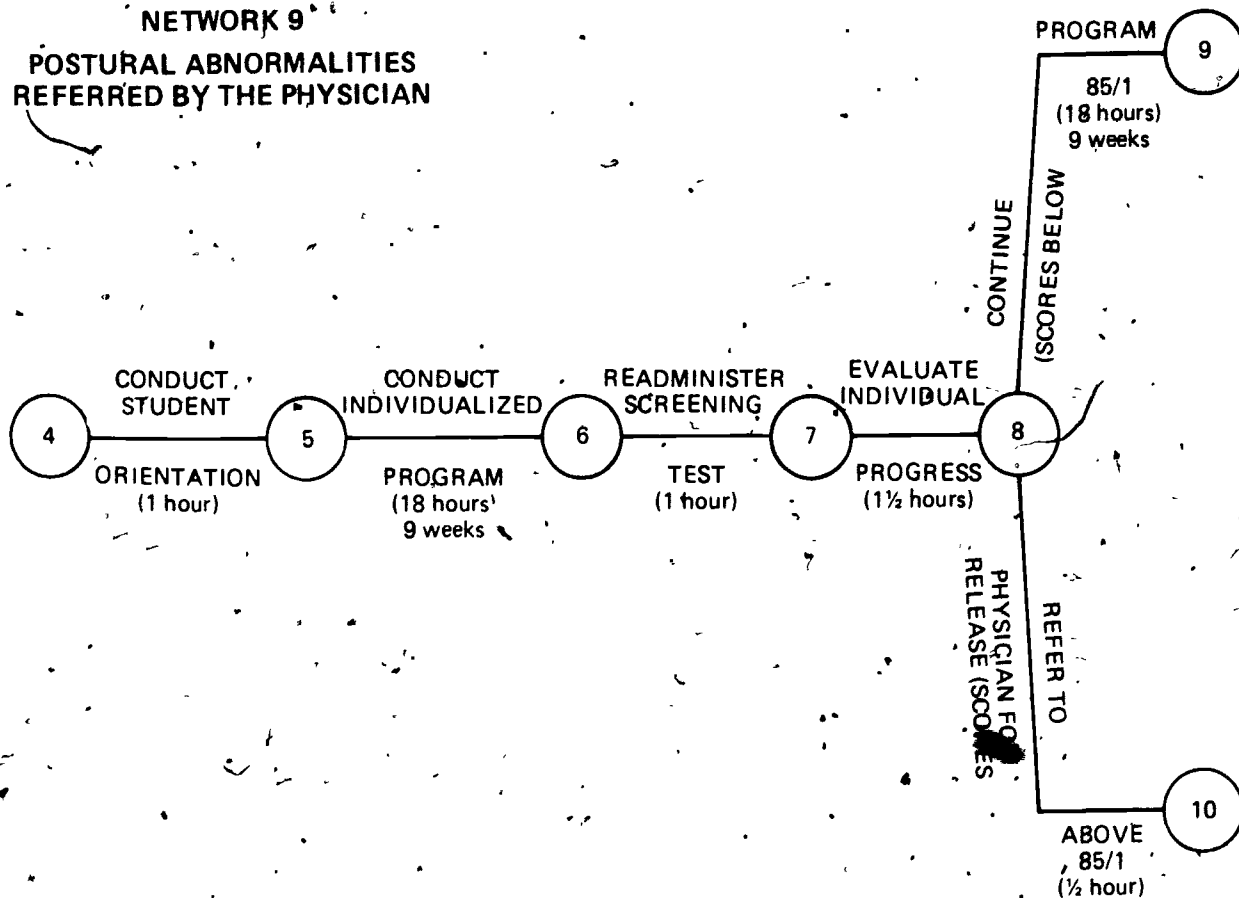 NETWORK 9
POSTURAL ABNORMALITIES
REFERRED BY THE PHYSICIAN
4
CONDUCT
STUDENT
ORIENTATION
(1 hour)
5
CONDUCT
INDIVIDUALIZED
PROGRAM
(18 hours
9 weeks
6
READMINISTER
SCREENING
TEST
(1 hour)
7
EVALUATE
INDIVIDUAL
PROGRESS
(1½ hours)
8
CONTINUE
PROGRAM
(SCORES BELOW
85/1
(18 hours)
9 weeks
9
REFER TO
PHYSICIAN
RELEASE
ABOVE
85/1
(½ hour)
10